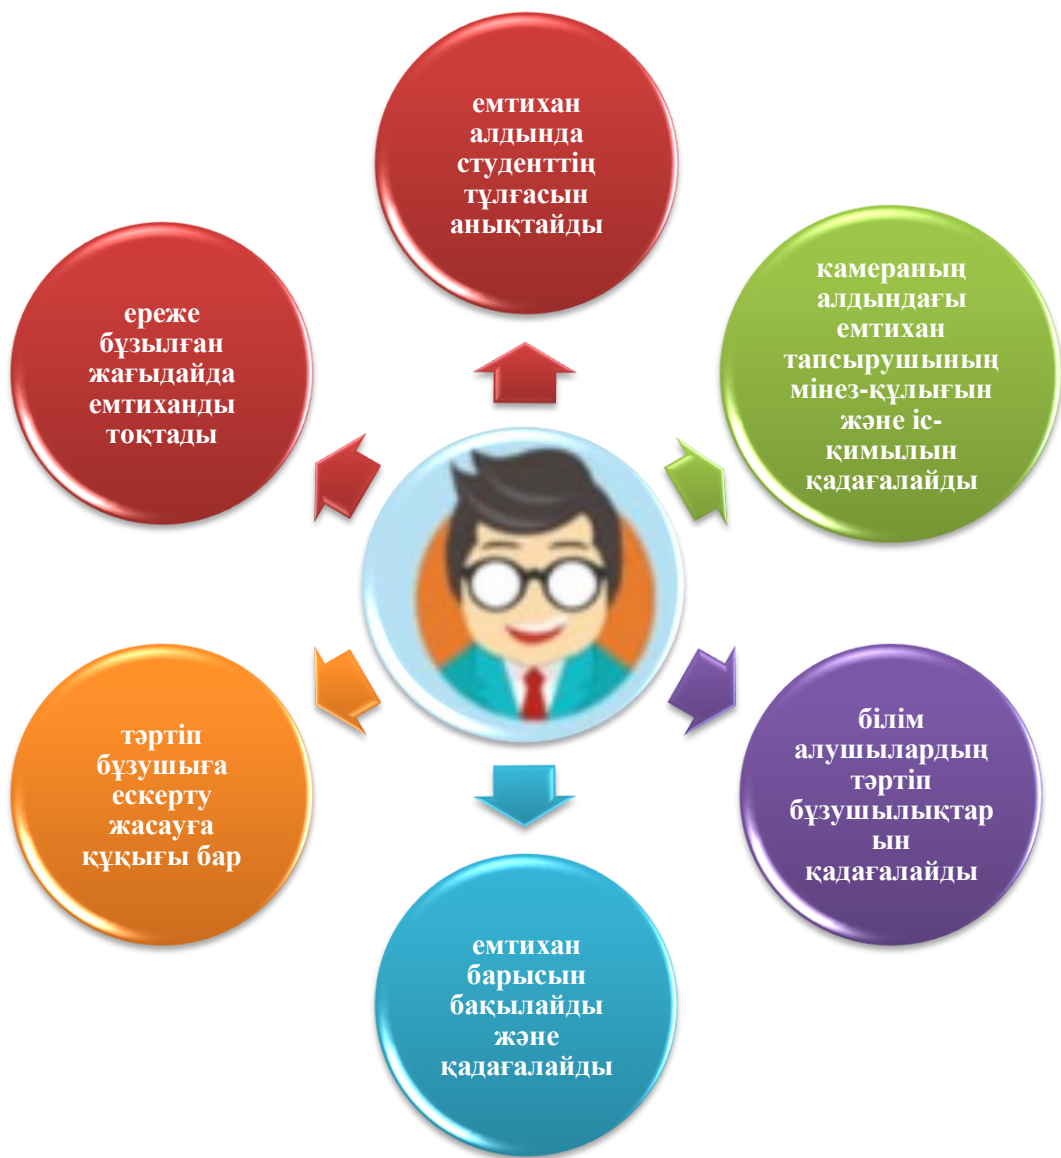 емтихан
алдында
студенттің
тұлғасын
анықтайды
камераның
алдындағы
емтихан
тапсырушының
мінез-құлығын
және іс-
қимылын
қадағалайды
білім
алушылардың
тәртіп
бұзушылықтар
ын
қадағалайды
емтихан
барысын
бақылайды
және
қадағалайды
тәртіп
бұзушыға
ескерту
жасауға
құқығы бар
ереже
бұзылған
жағыдайда
емтиханды
тоқтады